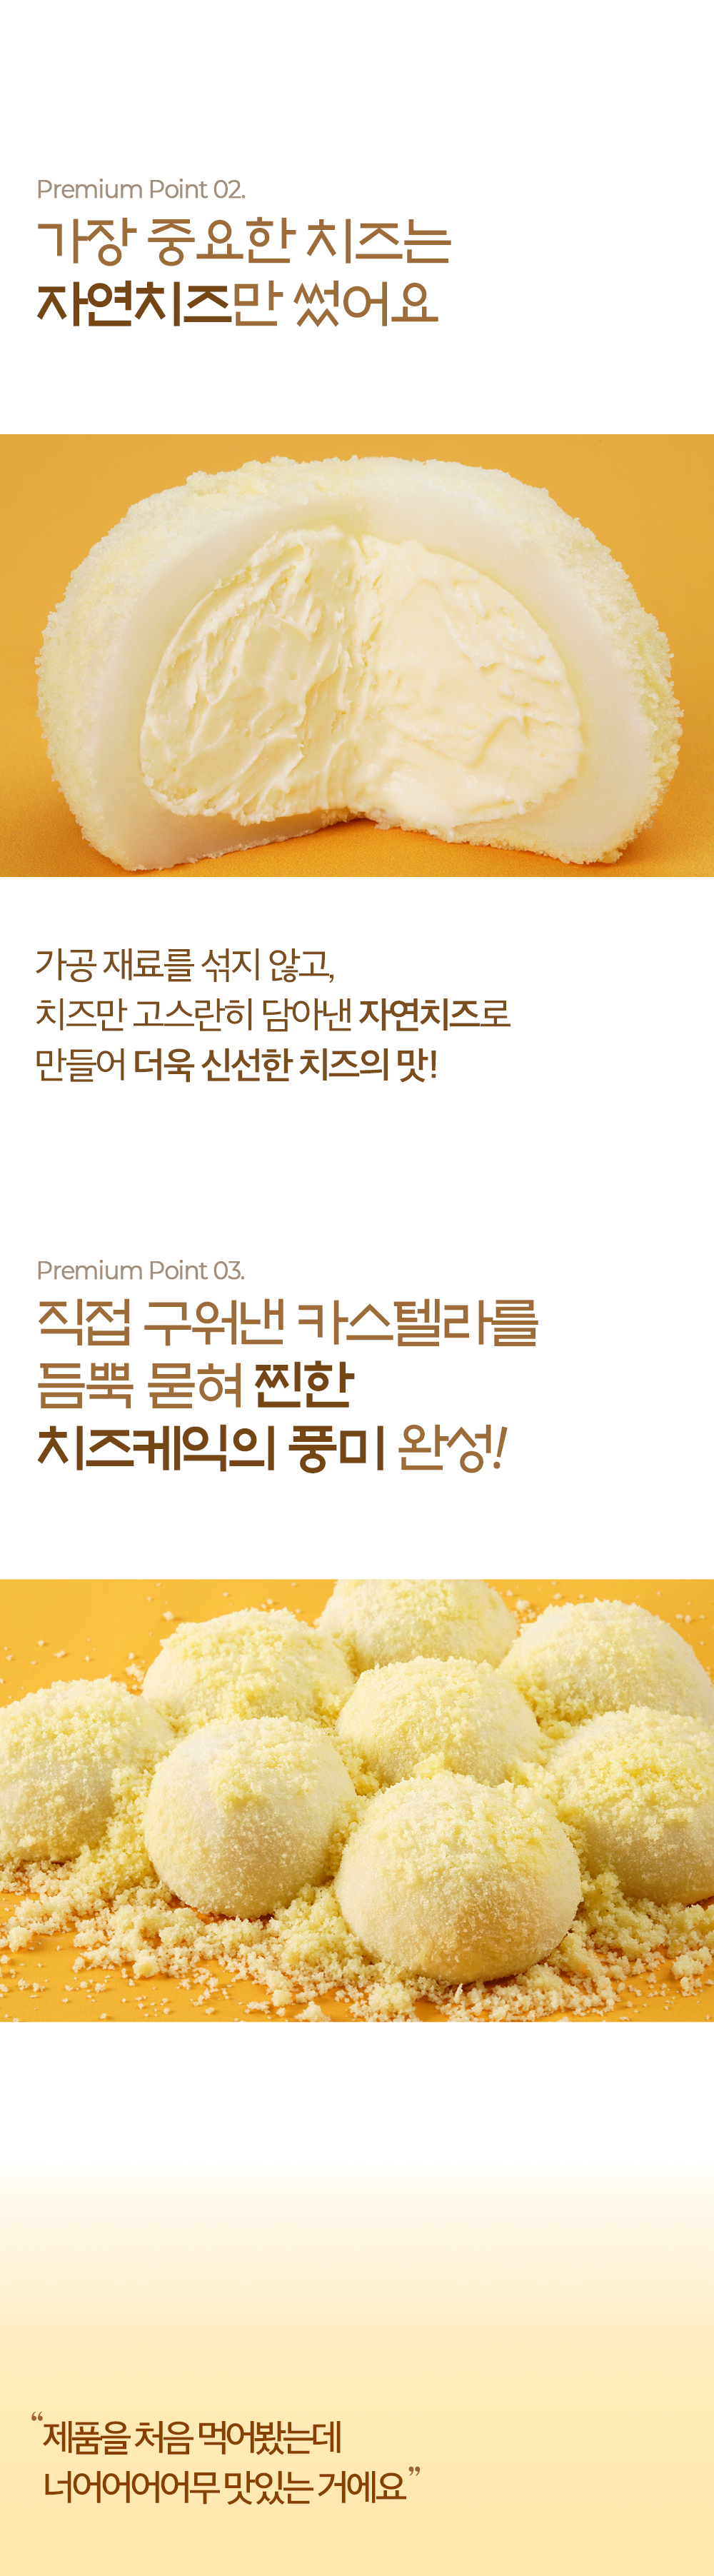 Premium Point 02.
가장 중요한 치즈는
자연치즈만 썼어요
가공 재료를 섞지 않고,
치즈만 고스란히 담아낸 자연치즈로
만들어 더욱 신선한 치즈의 맛!
Premium Point 03.
직접 구워낸 카스텔라를
듬뿍 묻혀 찐한
치즈케익의 풍미 완성!
“제품을 처음 먹어봤는데
너어어어어무 맛있는 거에요”